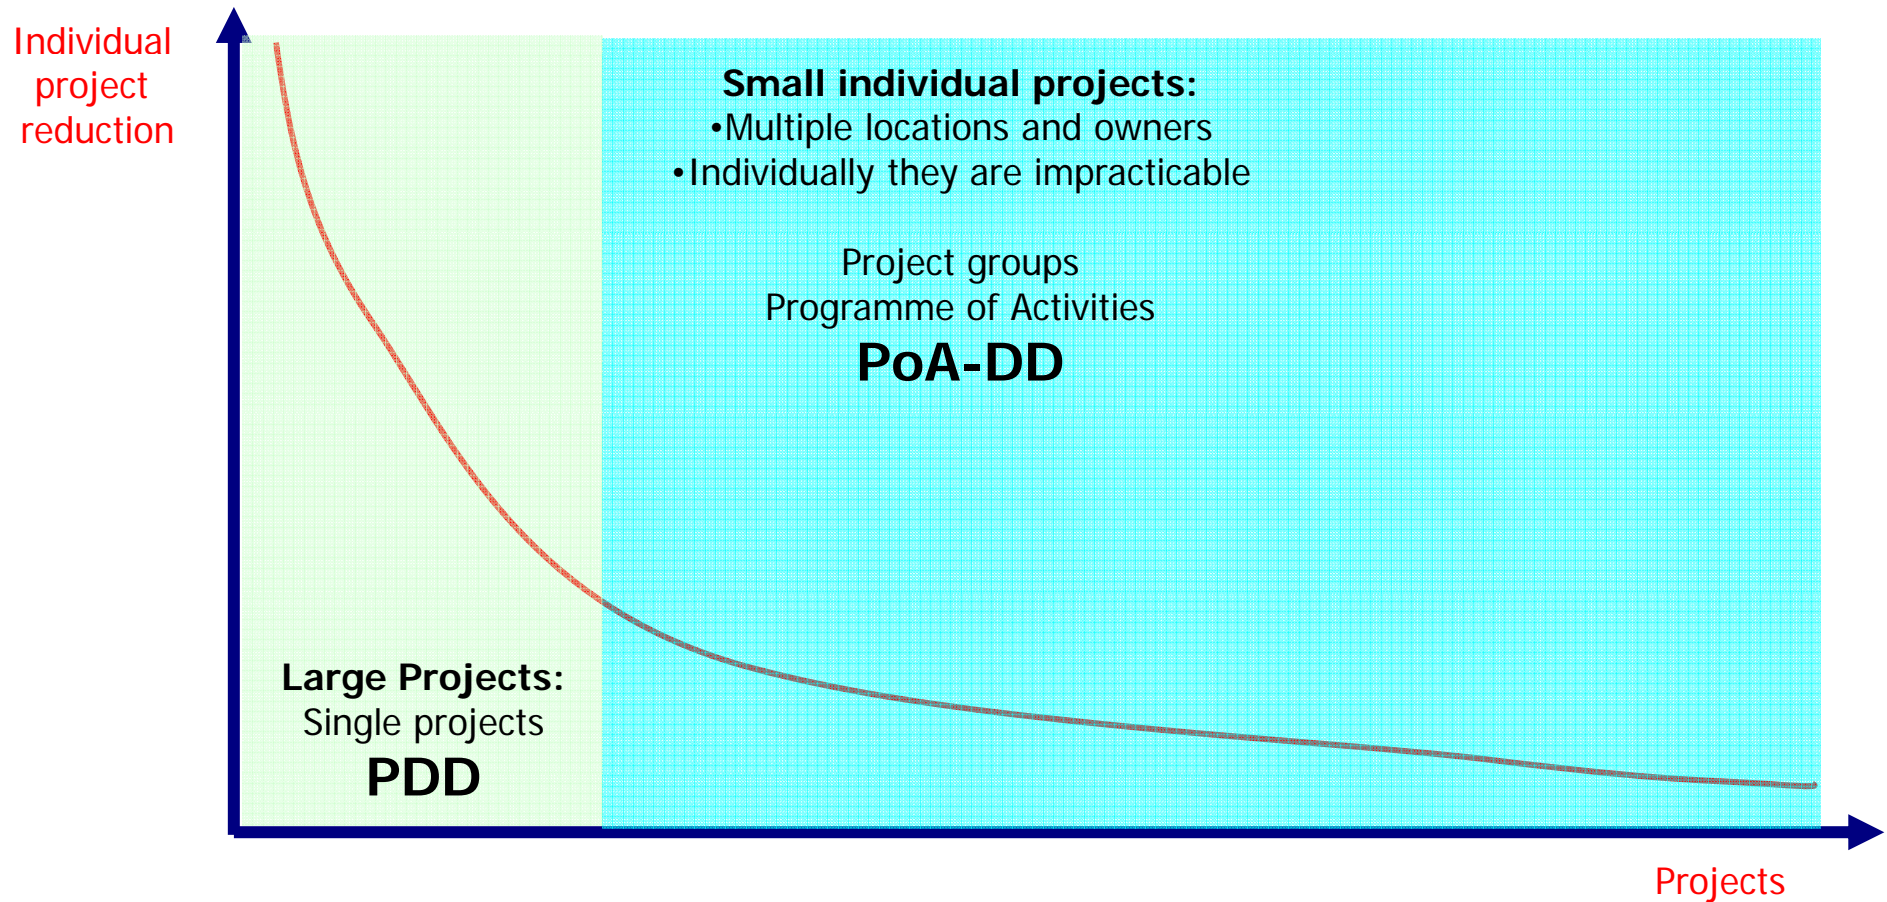 Individual
project
reduction
Small individual projects:
•Multiple locations and owners
•Individually they are impracticable
Project groups
Programme of Activities
PoA-DD
Large Projects:
Single projects
PDD
Projects